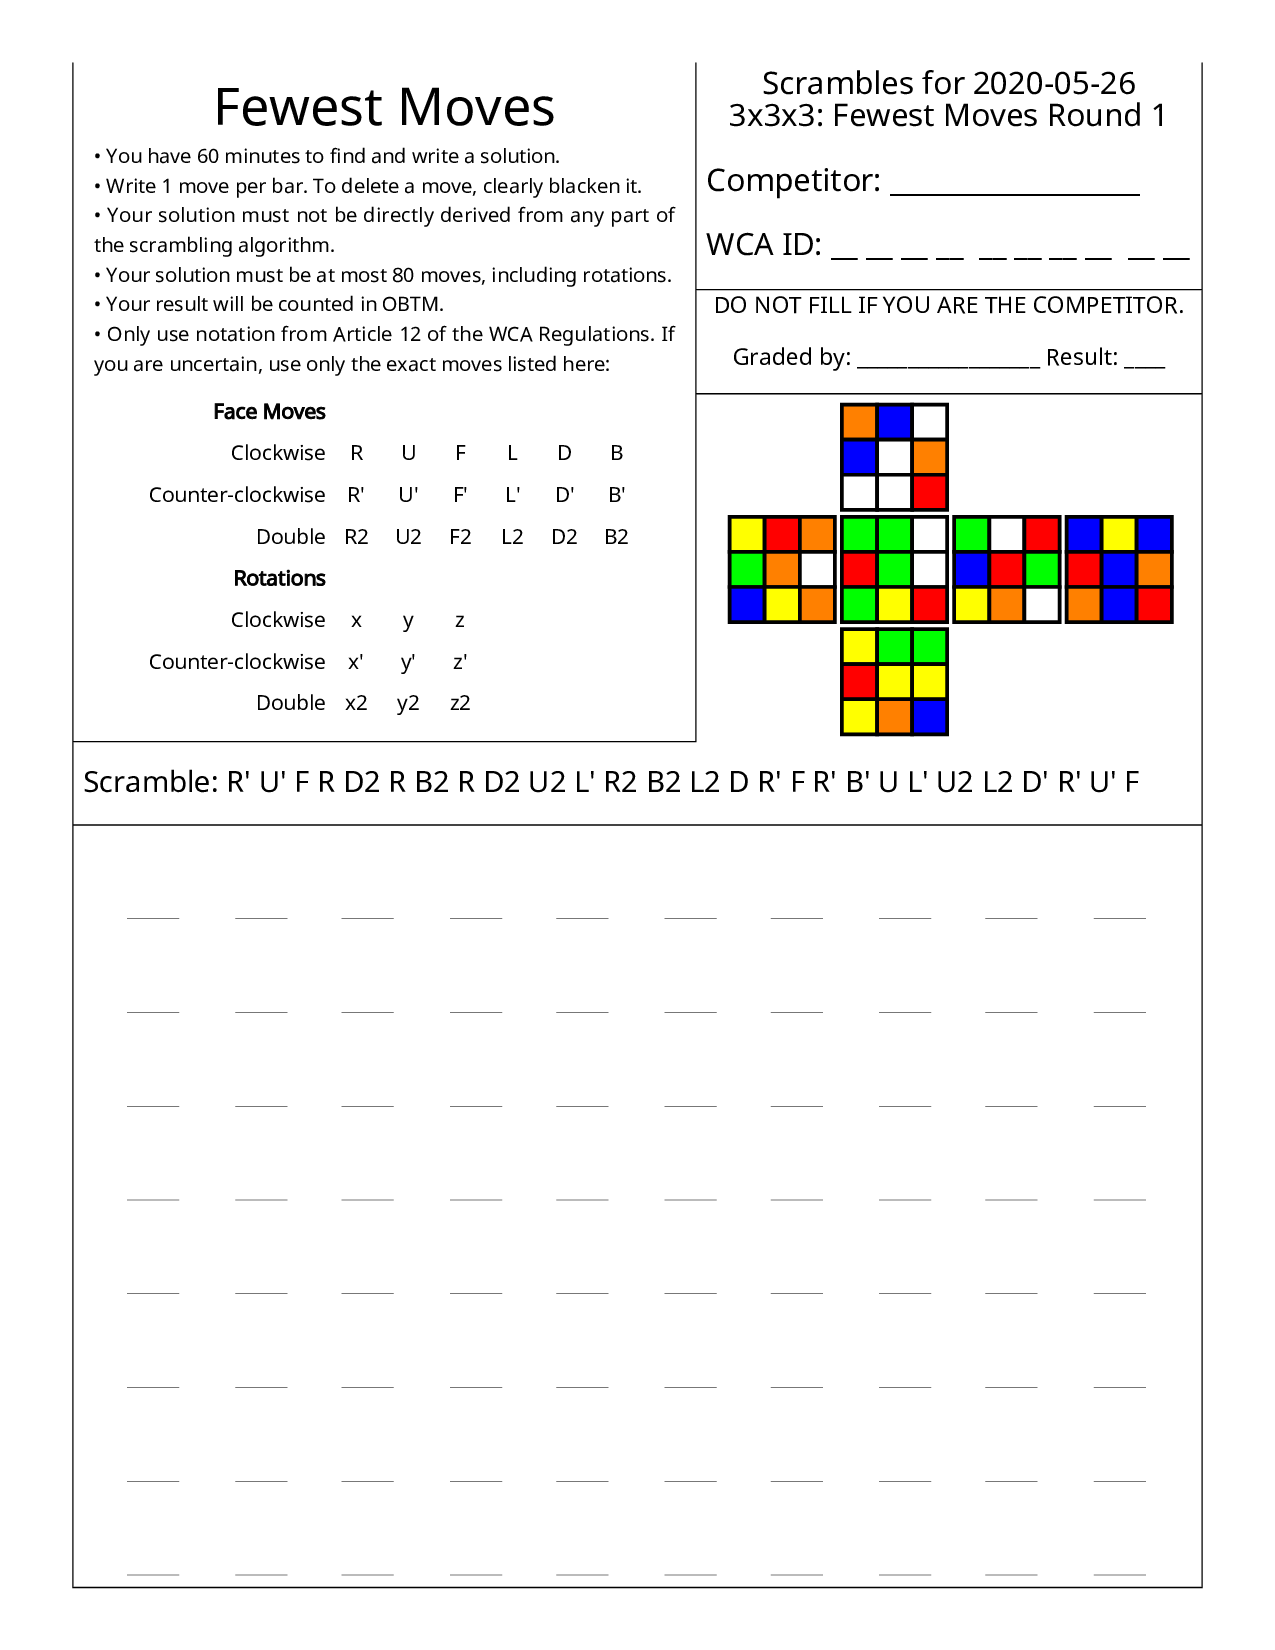 Fewest Moves
• You have 60 minutes to find and write a solution.
• Write 1 move per bar. To delete a move, clearly blacken it.
• Your solution must not be directly derived from any part of
the scrambling algorithm.
• Your solution must be at most 80 moves, including rotations.
• Your result will be counted in OBTM.
• Only use notation from Article 12 of the WCA Regulations. If
you are uncertain, use only the exact moves listed here:
Face Moves
Clockwise R U F L D B
Counter-clockwise R' U' F' L' D' B'
Double R2 U2 F2 L2 D2 B2
Rotations
Clockwise x y z
Counter-clockwise x' y' z'
Double x2 y2 z2
Scrambles for 2020-05-26
3x3x3: Fewest Moves Round 1
Competitor: __________________
WCA ID: __ __ __ __ __ __ __ __ __ __
DO NOT FILL IF YOU ARE THE COMPETITOR.
Graded by: __________________ Result: ____
Scramble: R' U' F R D2 R B2 R D2 U2 L' R2 B2 L2 D R' F R' B' U L' U2 L2 D' R' U' F